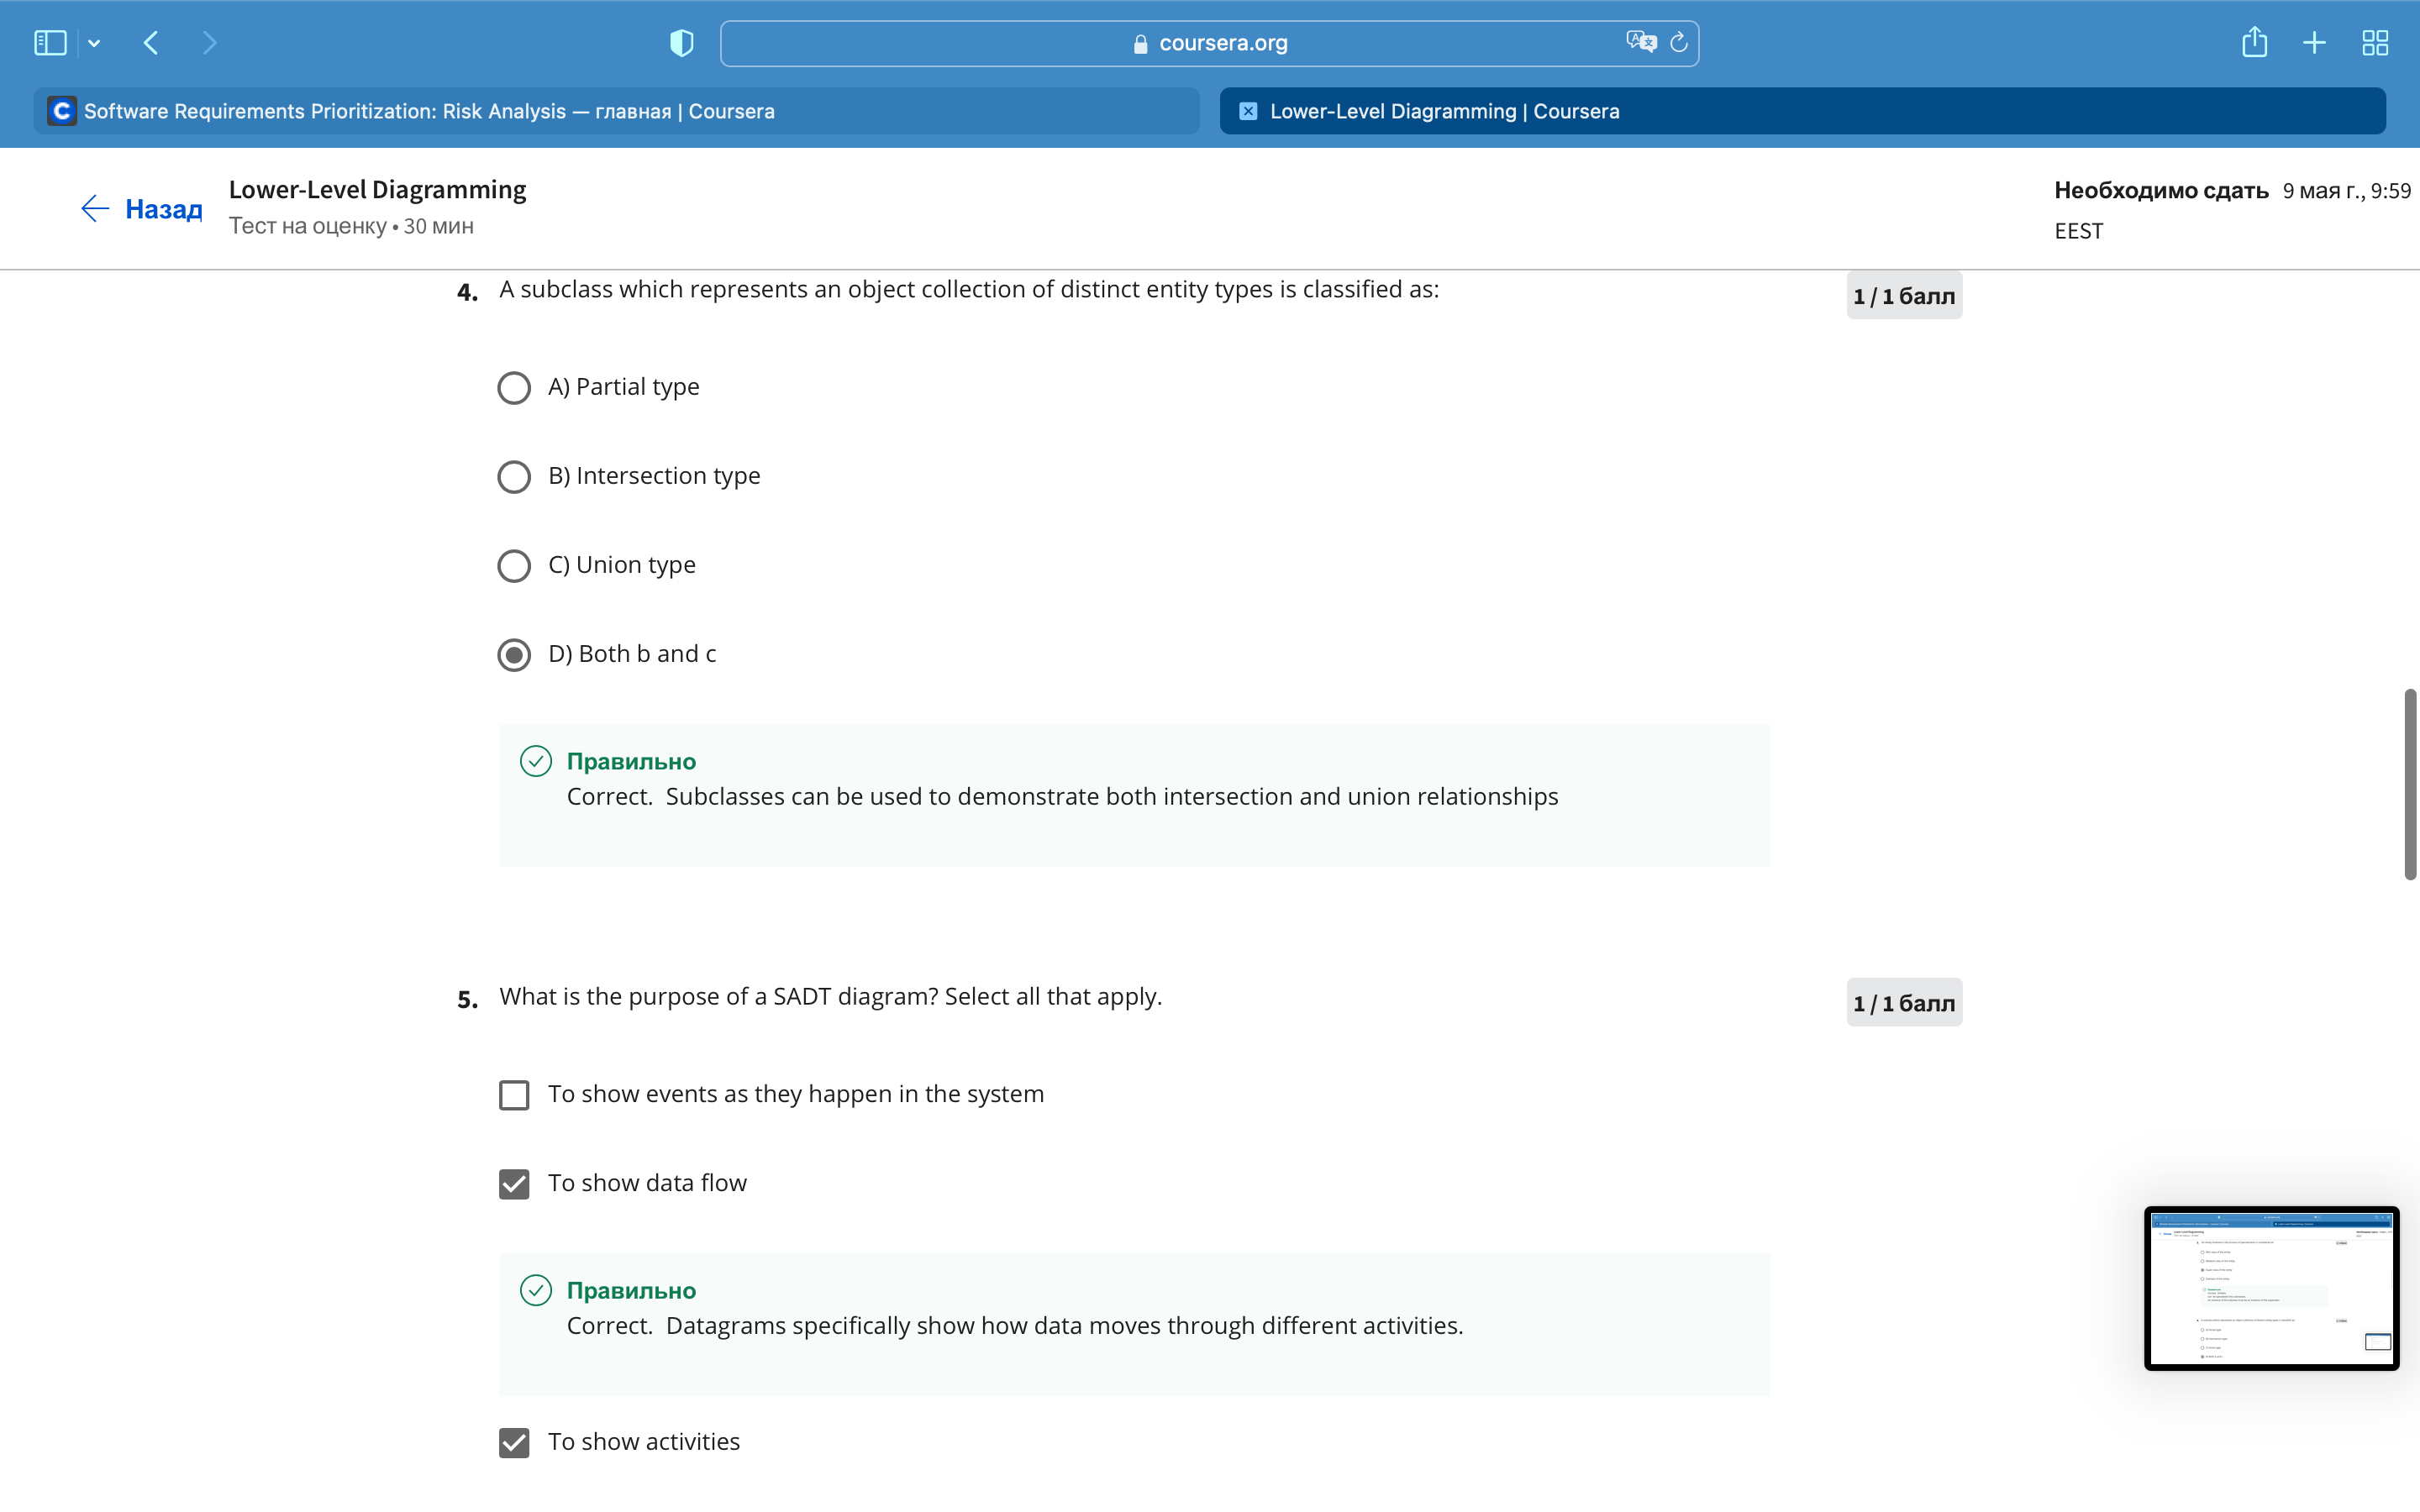 coursera.org
Software Requirements Prioritization: Risk Analysis — главная | Coursera
Lower-Level Diagramming | Coursera
Назад
Lower-Level Diagramming
Тест на оценку • 30 мин
Необходимо сдать 9 мая г., 9:59
EEST
4. A subclass which represents an object collection of distinct entity types is classified as:
1 / 1 балл
A) Partial type
B) Intersection type
C) Union type
D) Both b and c
Правильно
Correct. Subclasses can be used to demonstrate both intersection and union relationships
5. What is the purpose of a SADT diagram? Select all that apply.
1 / 1 балл
To show events as they happen in the system
To show data flow
Правильно
Correct. Datagrams specifically show how data moves through different activities.
To show activities